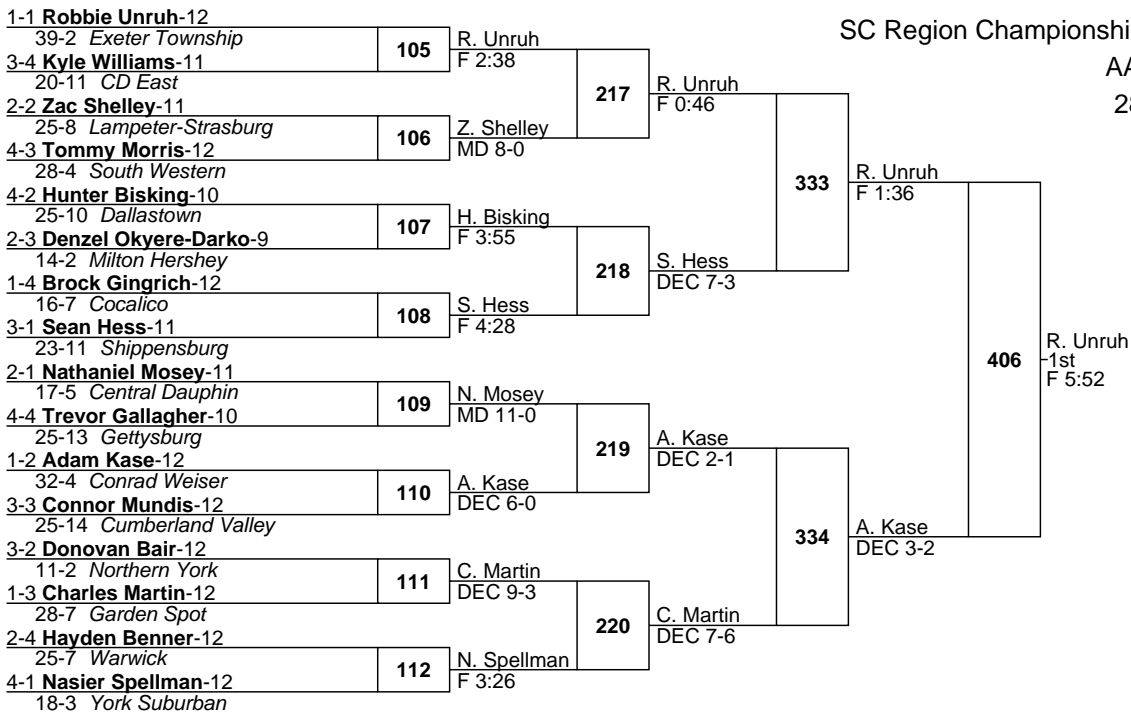 SC Region Championshi
AA
28
1-1 Robbie Unruh-12
39-2 Exeter Township
3-4 Kyle Williams-11
20-11 CD East
2-2 Zac Shelley-11
25-8 Lampeter-Strasburg
4-3 Tommy Morris-12
28-4 South Western
4-2 Hunter Bisking-10
25-10 Dallastown
2-3 Denzel Okyere-Darko-9
14-2 Milton Hershey
1-4 Brock Gingrich-12
16-7 Cocalico
3-1 Sean Hess-11
23-11 Shippensburg
2-1 Nathaniel Mosey-11
17-5 Central Dauphin
4-4 Trevor Gallagher-10
25-13 Gettysburg
1-2 Adam Kase-12
32-4 Conrad Weiser
3-3 Connor Mundis-12
25-14 Cumberland Valley
3-2 Donovan Bair-12
11-2 Northern York
1-3 Charles Martin-12
28-7 Garden Spot
2-4 Hayden Benner-12
25-7 Warwick
4-1 Nasier Spellman-12
18-3 York Suburban
105
R. Unruh
F 2:38
106
Z. Shelley
MD 8-0
107
H. Bisking
F 3:55
108
S. Hess
F 4:28
109
N. Mosey
MD 11-0
110
A. Kase
DEC 6-0
111
C. Martin
DEC 9-3
112
N. Spellman
F 3:26
217
R. Unruh
F 0:46
218
S. Hess
DEC 7-3
219
A. Kase
DEC 2-1
220
C. Martin
DEC 7-6
333
R. Unruh
F 1:36
334
A. Kase
DEC 3-2
406
R. Unruh
1st
F 5:52